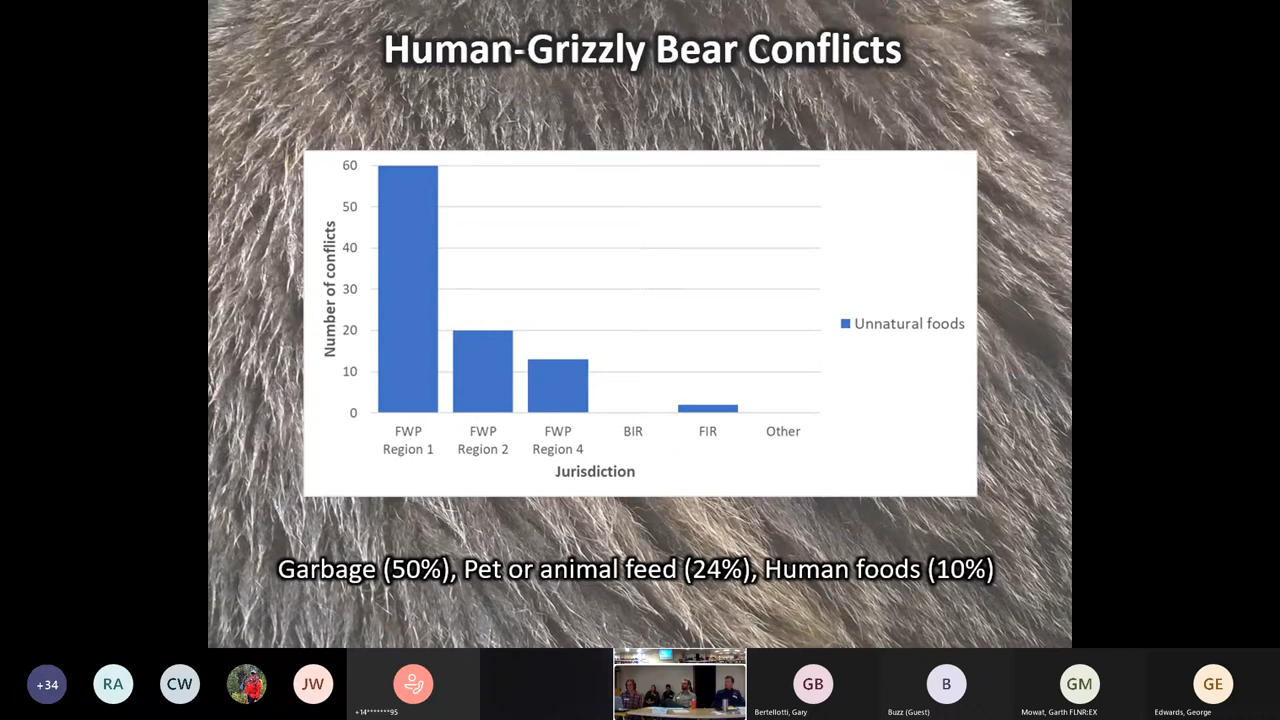 Human-Grizzly Bear Conflicts
60
50
40
30
20
10
0
Number of conflicts
FWP Region 1
FWP Region 2
FWP Region 4
BIR
FIR
Other
Jurisdiction
Unnatural foods
Garbage (50%), Pet or animal feed (24%), Human foods (10%)
+34
RA
CW
JW
+14*******95
GB
Bertellotti, Gary
B
Buzz (Guest)
GM
Mowat, Garth FLNR:EX
GE
Edwards, George